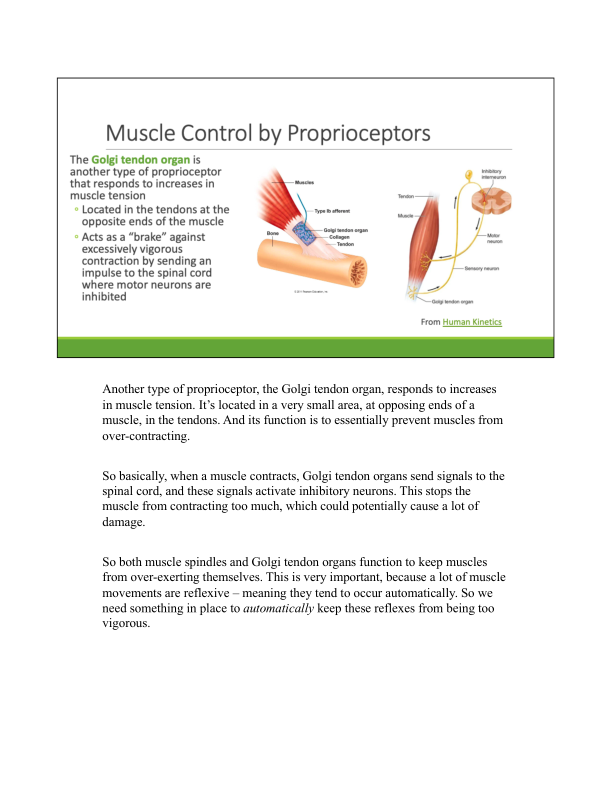 Muscle Control by Proprioceptors
The Golgi tendon organ is
another type of proprioceptor
that responds to increases in
muscle tension
◦ Located in the tendons at the
opposite ends of the muscle
◦ Acts as a “brake” against
excessively vigorous
contraction by sending an
impulse to the spinal cord
where motor neurons are
inhibited
Muscles
Type Ib afferent
Golgi tendon organ
Bone
Collagen
Tendon
© 2011 Pearson Education, Inc.
Inhibitory
interneuron
Tendon
Muscle
Motor
neuron
Sensory neuron
Golgi tendon organ
From Human Kinetics
Another type of proprioceptor, the Golgi tendon organ, responds to increases
in muscle tension. It’s located in a very small area, at opposing ends of a
muscle, in the tendons. And its function is to essentially prevent muscles from
over-contracting.
So basically, when a muscle contracts, Golgi tendon organs send signals to the
spinal cord, and these signals activate inhibitory neurons. This stops the
muscle from contracting too much, which could potentially cause a lot of
damage.
So both muscle spindles and Golgi tendon organs function to keep muscles
from over-exerting themselves. This is very important, because a lot of muscle
movements are reflexive – meaning they tend to occur automatically. So we
need something in place to automatically keep these reflexes from being too
vigorous.